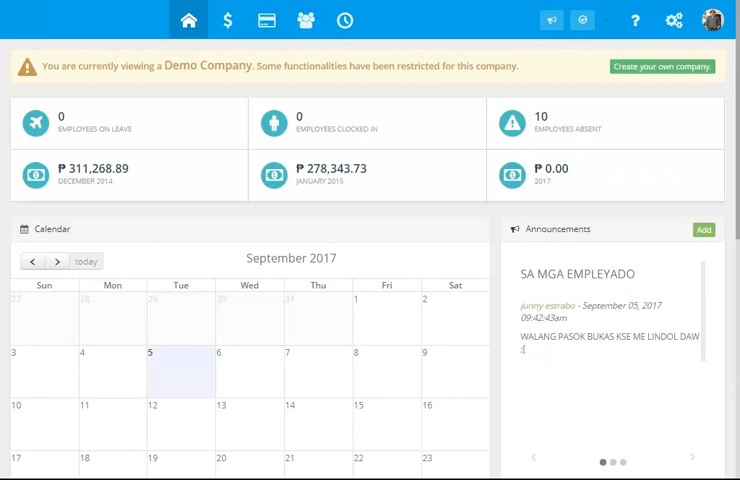 You are currently viewing a Demo Company. Some functionalities have been restricted for this company.
Create your own company.
0
EMPLOYEES ON LEAVE
0
EMPLOYEES CLOCKED IN
10
EMPLOYEES ABSENT
₱ 311,268.89
DECEMBER 2014
₱ 278,343.73
JANUARY 2015
₱ 0.00
2017
Calendar
today
September 2017
Sun Mon Tue Wed Thu Fri Sat
27 28 29 30 31 1 2
3 4 5 6 7 8 9
10 11 12 13 14 15 16
17 18 19 20 21 22 23
Announcements
Add
SA MGA EMPLEYADO
junny estrabo - September 05, 2017
09:42:43am
WALANG PASOK BUKAS KSE ME LINDOL DAW
;[